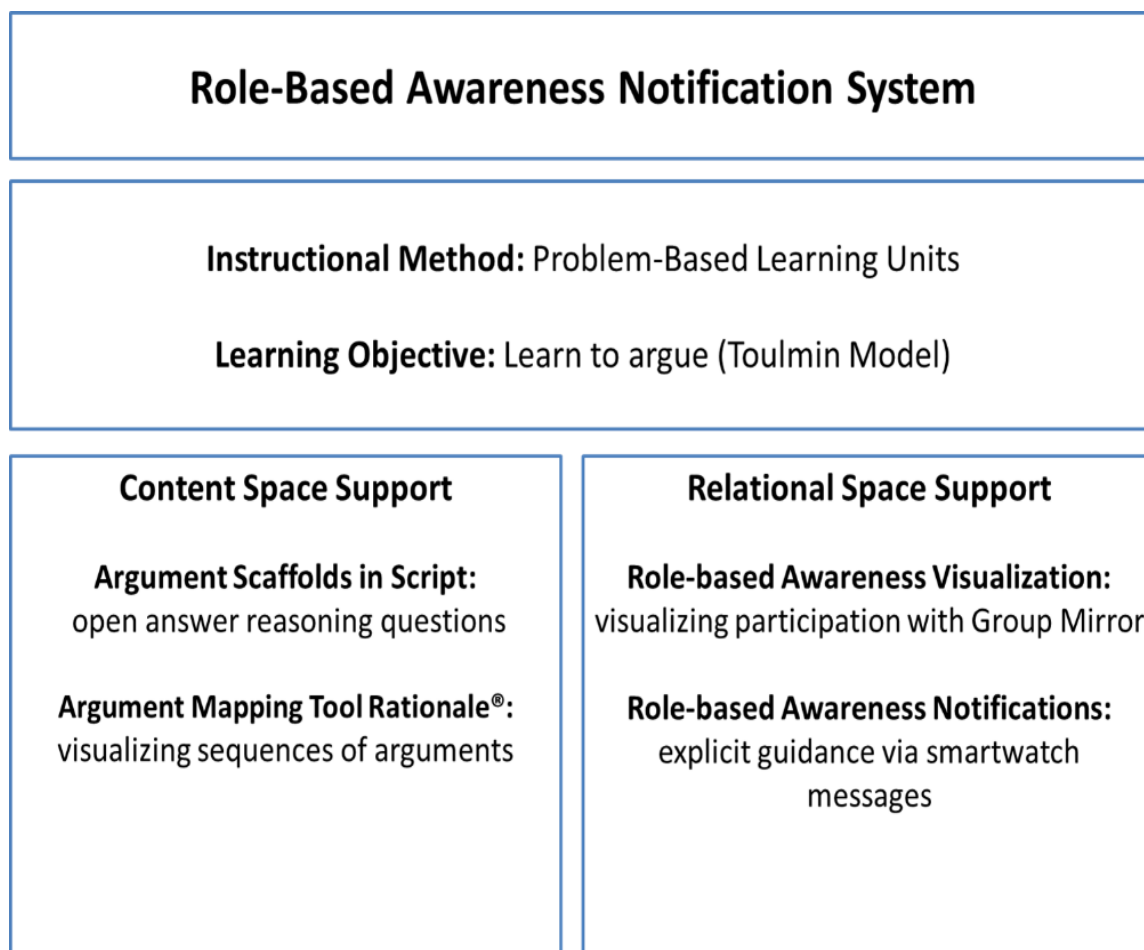 Role-Based Awareness Notification System
Instructional Method: Problem-Based Learning Units
Learning Objective: Learn to argue (Toulmin Model)
Content Space Support
Argument Scaffolds in Script:
open answer reasoning questions
Argument Mapping Tool Rationale®:
visualizing sequences of arguments
Relational Space Support
Role-based Awareness Visualization:
visualizing participation with Group Mirror
Role-based Awareness Notifications:
explicit guidance via smartwatch
messages